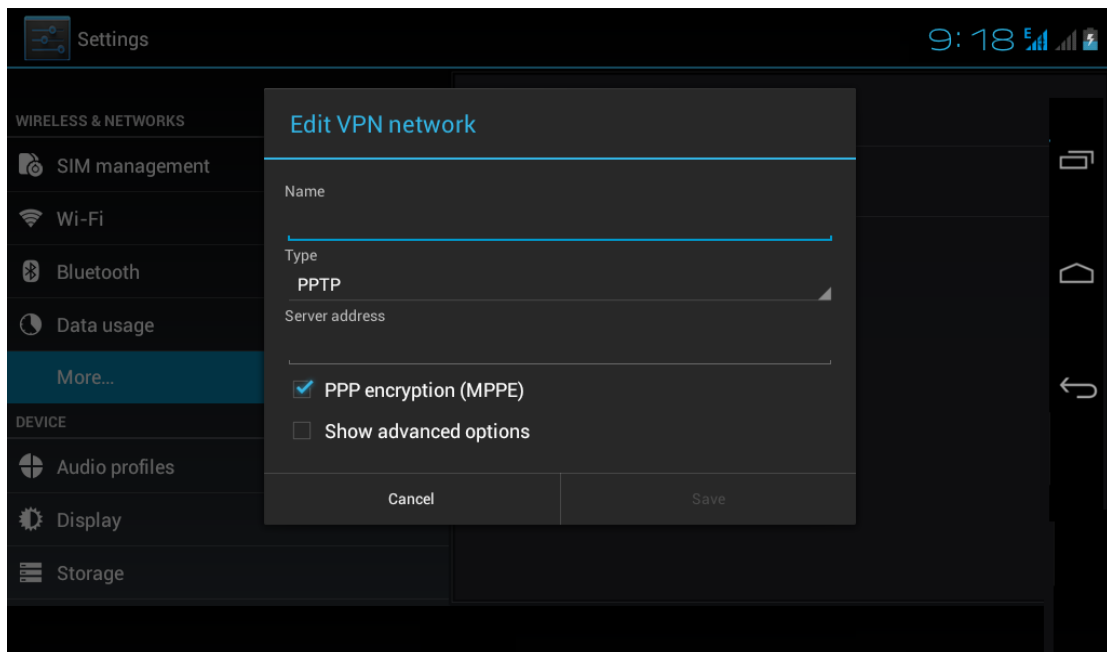 Settings
9:18
E
WIRELESS & NETWORKS
SIM management
Wi-Fi
Bluetooth
Data usage
More...
DEVICE
Audio profiles
Display
Storage
Edit VPN network
Name
Type
PPTP
Server address
PPP encryption (MPPE)
Show advanced options
Cancel
Save